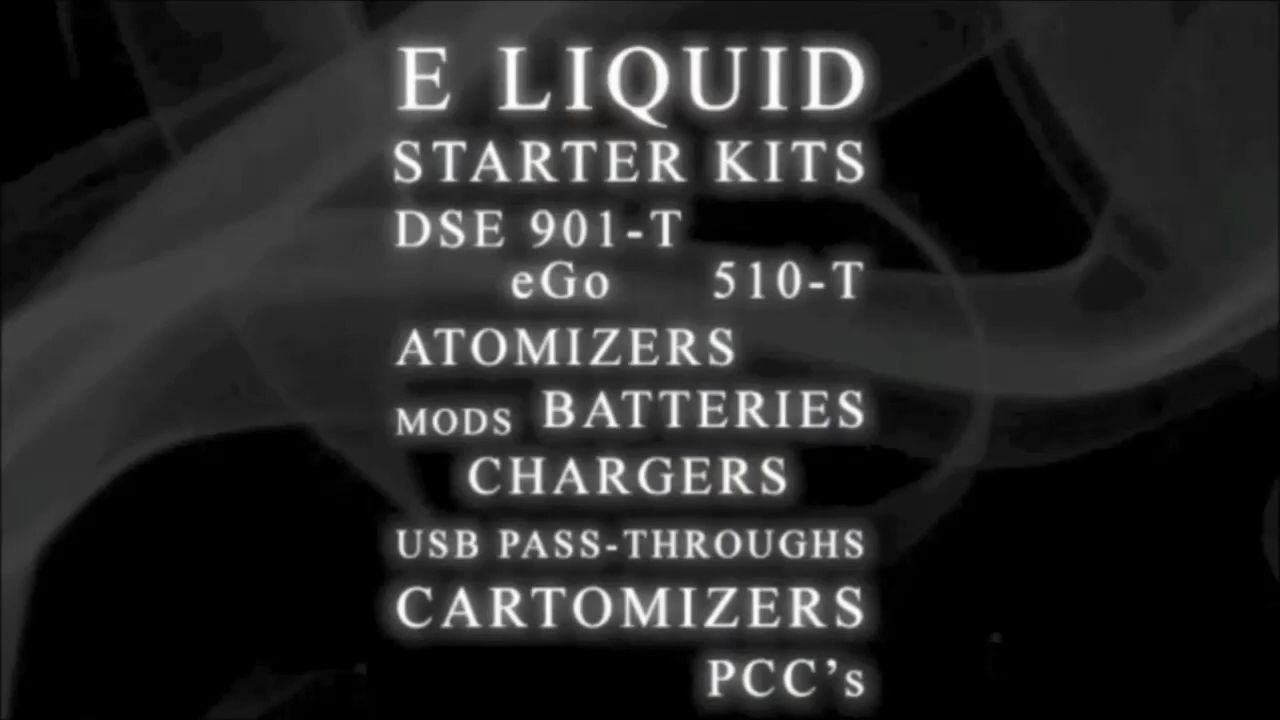 E LIQUID
STARTER KITS
DSE 901-T
eGo 510-T
ATOMIZERS
MODS BATTERIES
CHARGERS
USB PASS-THROUGHS
CARTOMIZERS
PCC's